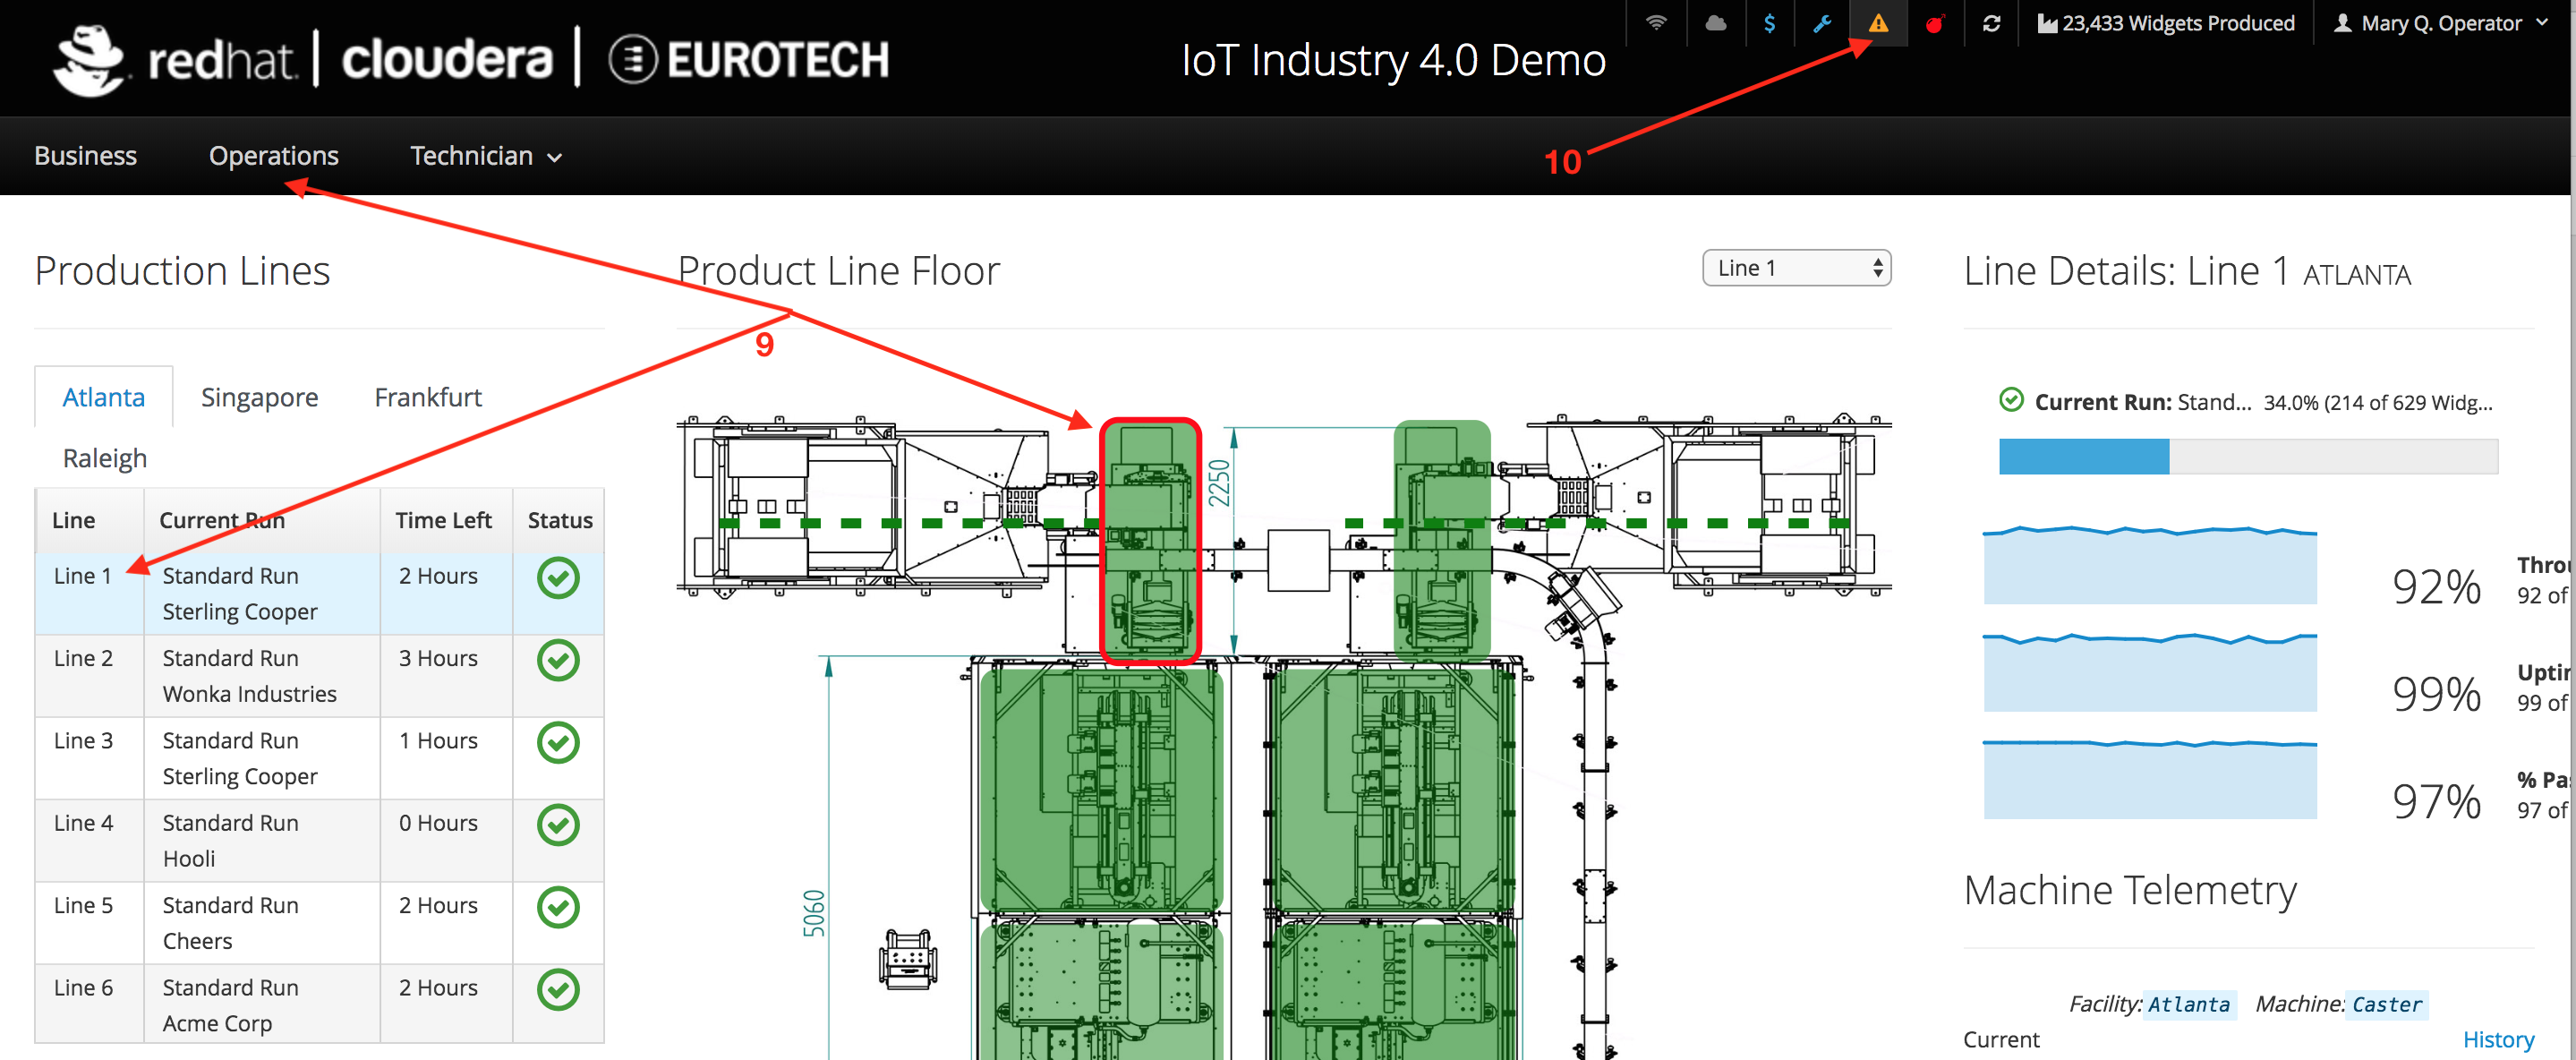 redhat. | cloudera | EUROTECH
IoT Industry 4.0 Demo
$
23,433 Widgets Produced
Mary Q. Operator
10
Business
Operations
Technician
Production Lines
Product Line Floor
Line 1
Line Details: Line 1 ATLANTA
9
Atlanta
Singapore
Frankfurt
Raleigh
Line
Current Run
Time Left
Status
Line 1
Standard Run
Sterling Cooper
2 Hours
Line 2
Standard Run
Wonka Industries
3 Hours
Line 3
Standard Run
Sterling Cooper
1 Hours
Line 4
Standard Run
Hooli
0 Hours
Line 5
Standard Run
Cheers
2 Hours
Line 6
Standard Run
Acme Corp
2 Hours
2250
5060
Current Run: Stand... 34.0% (214 of 629 Widg...
92%
92 of
99%
99 of
97%
% Pa
97 of
Machine Telemetry
Facility: Atlanta Machine: Caster
Current
History